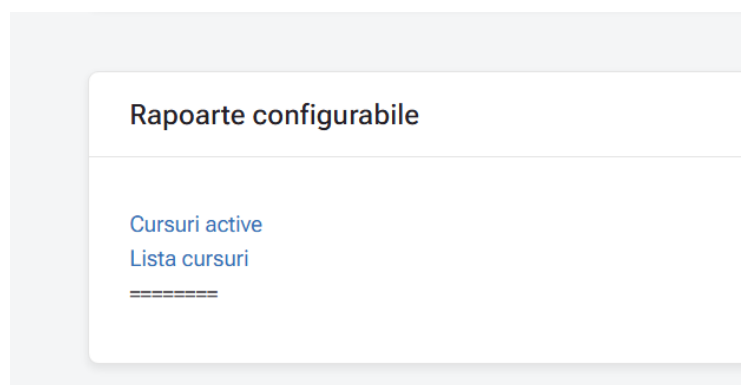 Rapoarte configurabile
Cursuri active
Lista cursuri
========